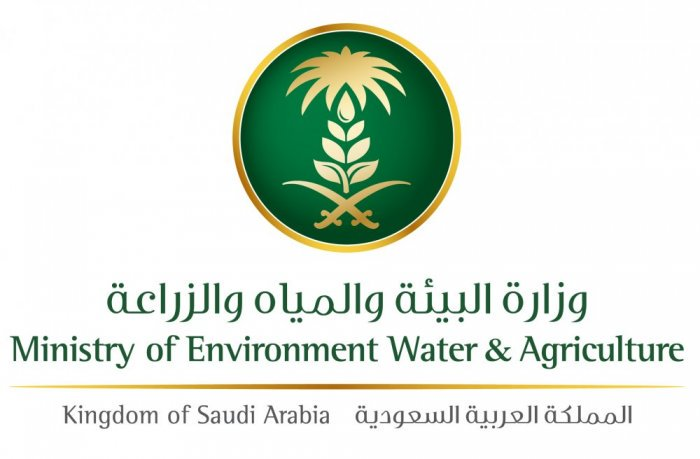 وزارة البيئة والمياه والزراعة
Ministry of Environment Water & Agriculture
Kingdom of Saudi Arabia المملكة العربية السعودية